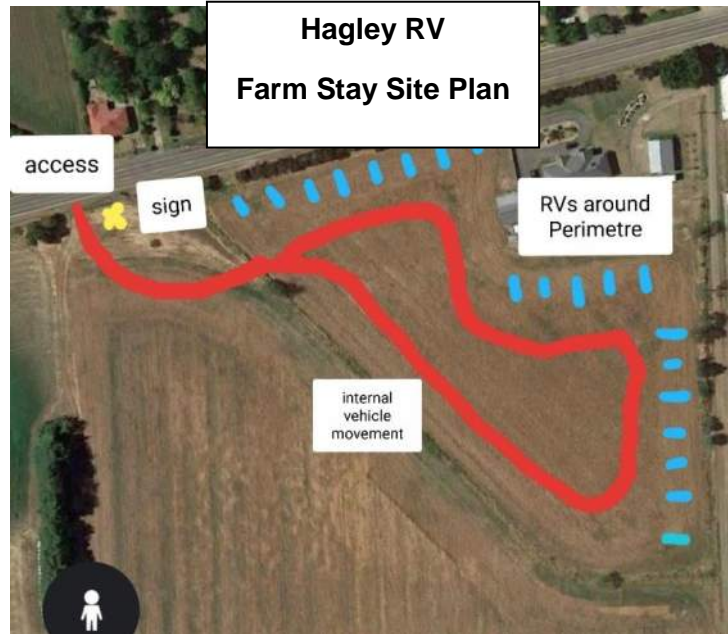 Hagley RV
Farm Stay Site Plan
access
sign
RVs around
Perimetre
internal
vehicle
movement